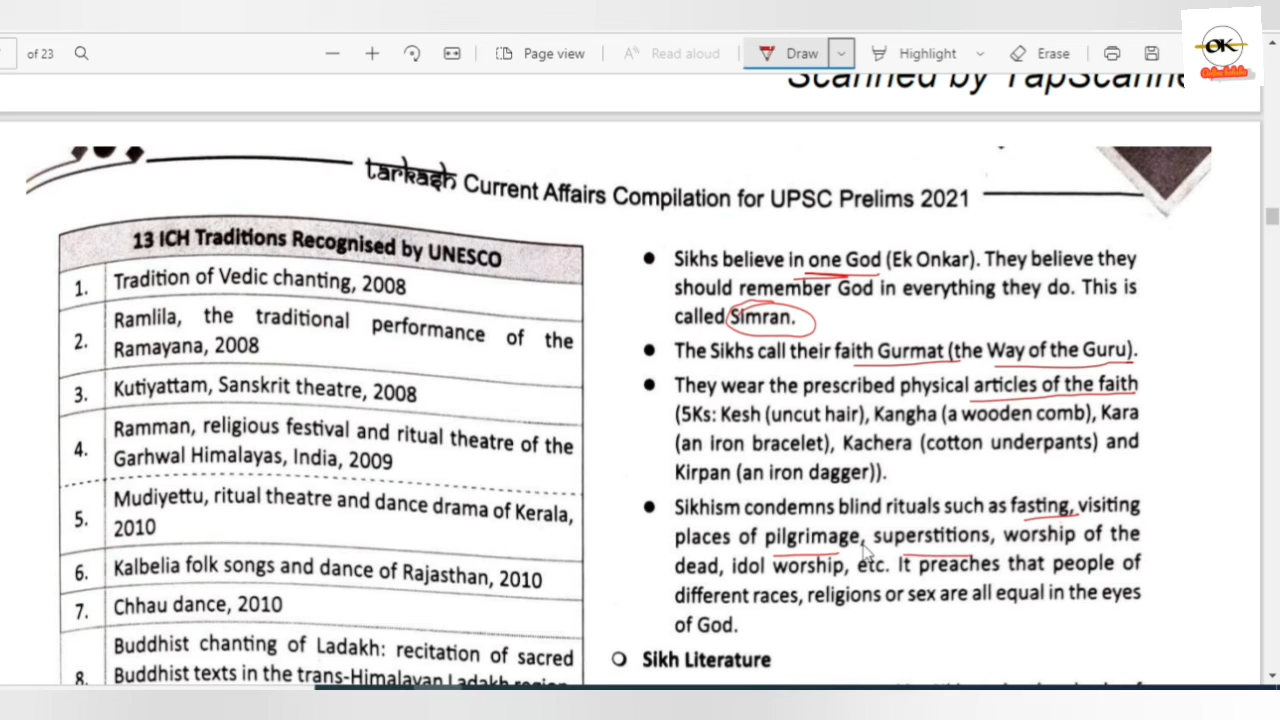 of 23
Page view
Read aloud
Draw
Highlight
Erase
OK
Scanned by TapScanne
tarkash Current Affairs Compilation for UPSC Prelims 2021
13 ICH Traditions Recognised by UNESCO
1. Tradition of Vedic chanting, 2008
2. Ramlila, the traditional performance of the
Ramayana, 2008
3. Kutiyattam, Sanskrit theatre, 2008
4. Ramman, religious festival and ritual theatre of the
Garhwal Himalayas, India, 2009
5. Mudiyettu, ritual theatre and dance drama of Kerala,
2010
6. Kalbelia folk songs and dance of Rajasthan, 2010
7. Chhau dance, 2010
8. Buddhist chanting of Ladakh: recitation of sacred
Buddhist texts in the trans-Himalayan Ladakh region,
● Sikhs believe in one God (Ek Onkar). They believe they
should remember God in everything they do. This is
called Simran.
● The Sikhs call their faith Gurmat (the Way of the Guru).
● They wear the prescribed physical articles of the faith
(5Ks: Kesh (uncut hair), Kangha (a wooden comb), Kara
(an iron bracelet), Kachera (cotton underpants) and
Kirpan (an iron dagger)).
● Sikhism condemns blind rituals such as fasting, visiting
places of pilgrimage, superstitions, worship of the
dead, idol worship, etc. It preaches that people of
different races, religions or sex are all equal in the eyes
of God.
Sikh Literature